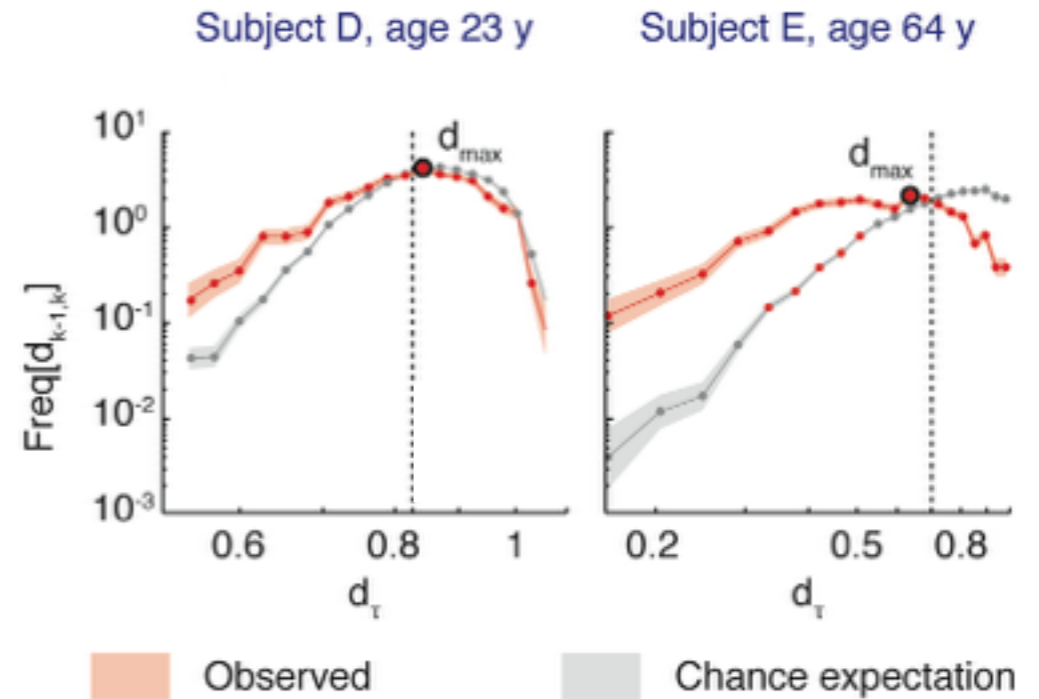 Subject D, age 23 y
Subject E, age 64 y
Freq[d_{k-1,k}]
10^1
10^0
10^-1
10^-2
10^-3
d_max
d_max
0.6 0.8 1
0.2 0.5 0.8
d_τ
d_τ
Observed
Chance expectation